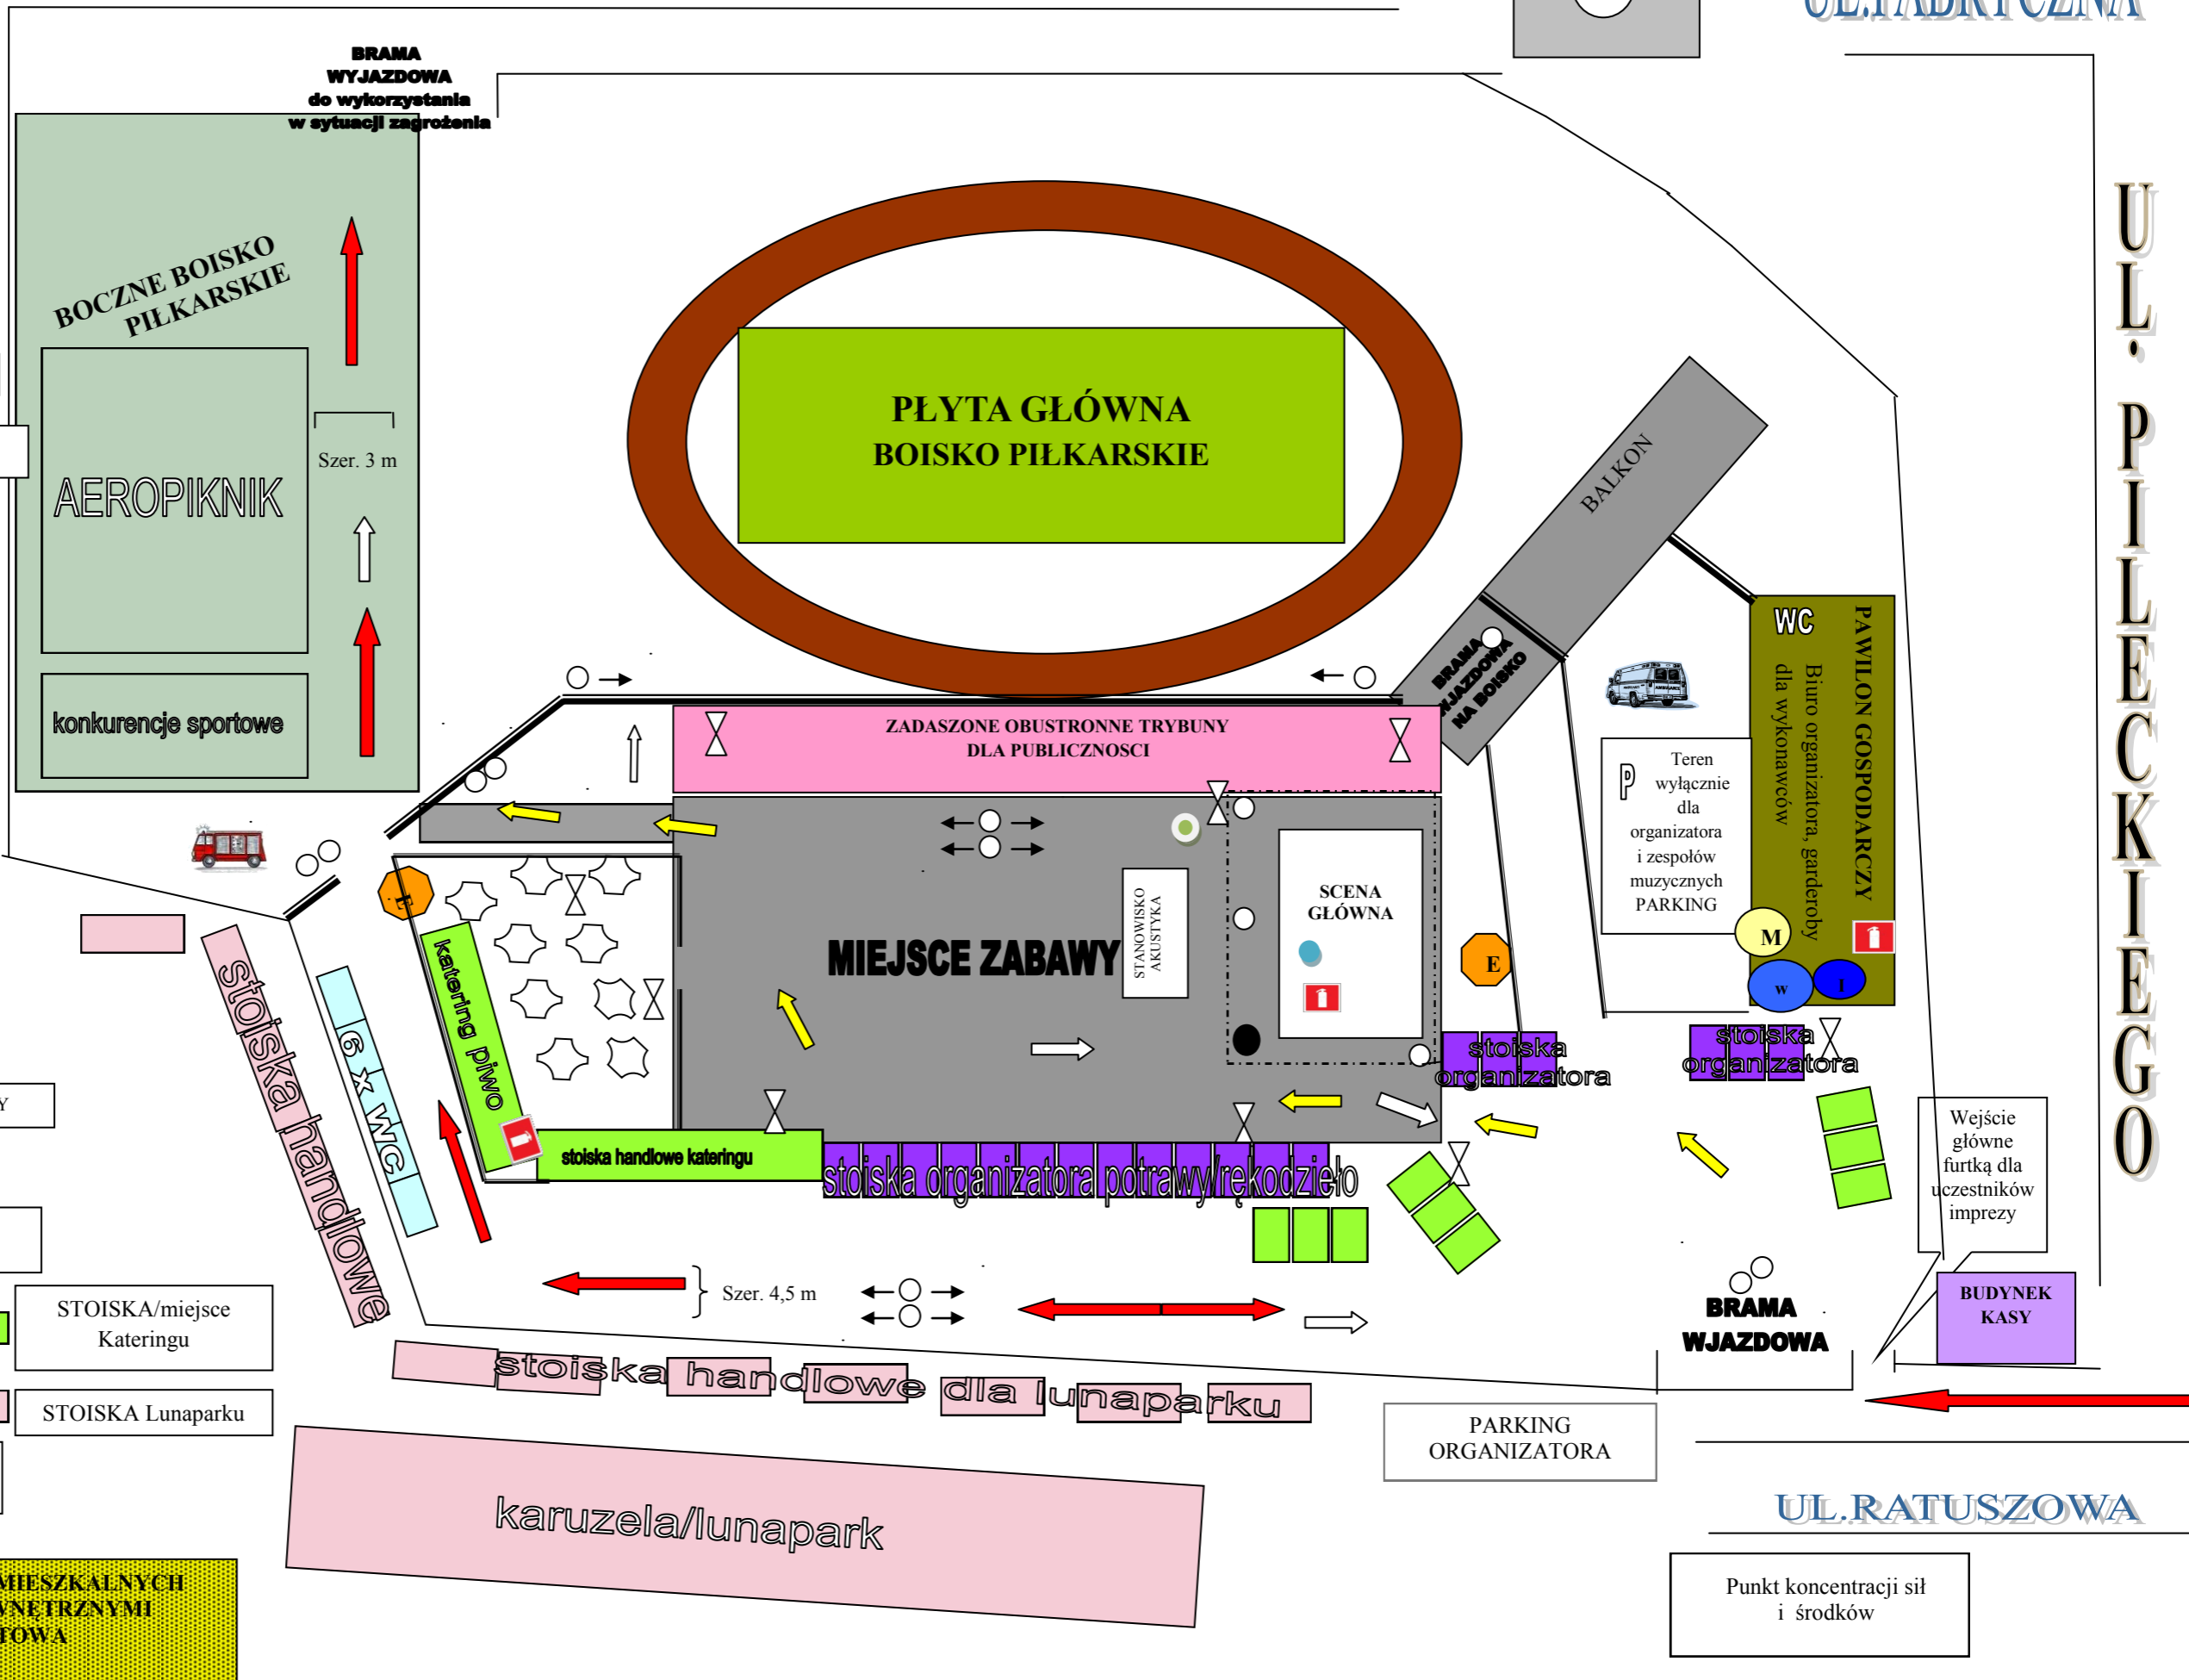 UL.FABRYCZNA
BRAMA
WYJAZDOWA
do wykorzystania
w sytuacji zagrożenia
BOCZNE BOISKO
PIŁKARSKIE
Szer. 3 m
AEROPIKNIK
konkurencje sportowe
PŁYTA GŁÓWNA
BOISKO PIŁKARSKIE
BALKON
BRAMA
WJAZDOWA
NA BOISKO
UL. PILECKIEGO
WC
PAWILON GOSPODARCZY
Biuro organizatora, garderoby
dla wykonawców
P
Teren
wyłącznie
dla
organizatora
i zespołów
muzycznych
PARKING
M
w
I
ZADASZONE OBUSTRONNE TRYBUNY
DLA PUBLICZNOSCI
MIEJSCE ZABAWY
STANOWISKO
AKUSTYKA
SCENA
GŁÓWNA
E
E
katering piwo
6 x WC
stoiska handlowe
stoiska handlowe kateringu
stoiska organizatora potrawy/rękodzieło
stoiska
organizatora
stoiska
organizatora
Wejście
główne
furtką dla
uczestników
imprezy
BUDYNEK
KASY
BRAMA
WJAZDOWA
Szer. 4,5 m
Y
STOISKA/miejsce
Kateringu
STOISKA Lunaparku
stoiska handlowe dla lunaparku
karuzela/lunapark
PARKING
ORGANIZATORA
UL.RATUSZOWA
Punkt koncentracji sił
i środków
MIESZKALNYCH
WNĘTRZNYMI
TOWA